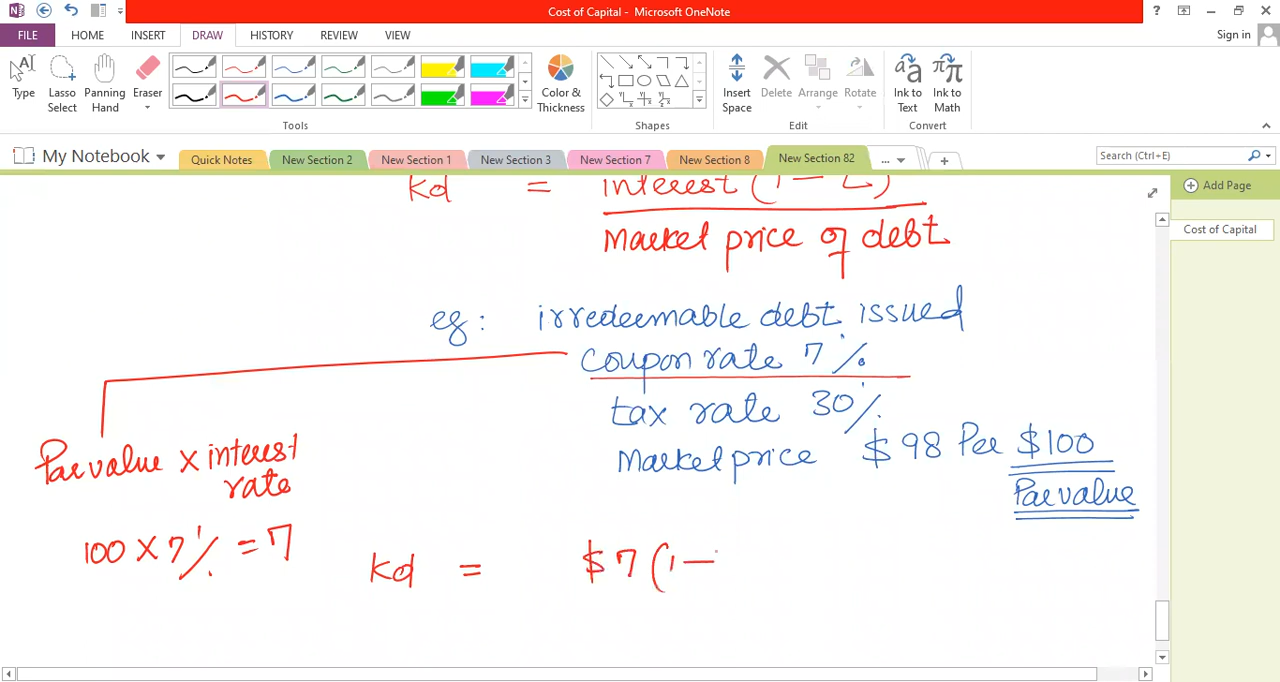 Cost of Capital - Microsoft OneNote
?
Sign in
FILE HOME INSERT DRAW HISTORY REVIEW VIEW
Type
Lasso Select
Panning Hand
Eraser
Color & Thickness
Insert Space
Delete
Arrange
Rotate
Ink to Text
Ink to Math
Tools
Shapes
Edit
Convert
My Notebook
Quick Notes
New Section 2
New Section 1
New Section 3
New Section 7
New Section 8
New Section 82
...
+
Search (Ctrl+E)
Add Page
Cost of Capital
Kd = interest (1 -
Market price of debt
eg: irredeemable debt issued
coupon rate 7%
tax rate 30%
Market price $98 Per $100
Par value
Par value × interest
rate
100 × 7% = 7
Kd = $7 (1 -